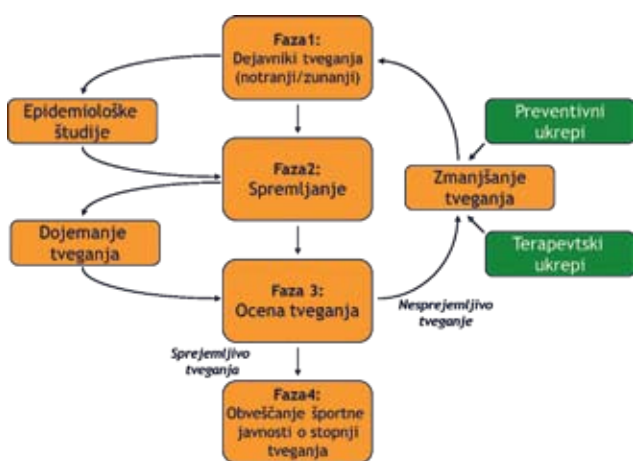 Faza1:
Dejavniki tveganja
(notranji/zunanji)
Epidemiološke
študije
Preventivni
ukrepi
Faza2:
Spremljanje
Zmanjšanje
tveganja
Dojemanje
tveganja
Terapevtski
ukrepi
Faza 3:
Ocena tveganja
Nesprejemljivo
tveganje
Sprejemljivo
tveganja
Faza4:
Obveščanje športne
javnosti o stopnji
tveganja